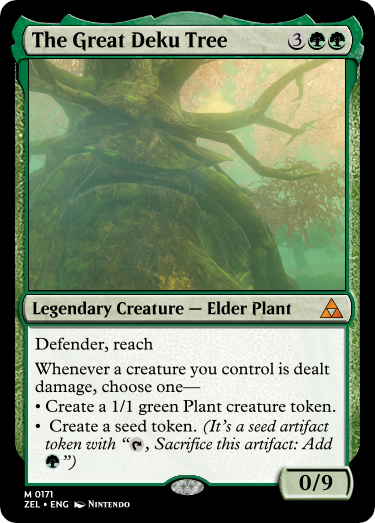 The Great Deku Tree 3
Legendary Creature — Elder Plant
Defender, reach
Whenever a creature you control is dealt
damage, choose one—
• Create a 1/1 green Plant creature token.
• Create a seed token. (It's a seed artifact
token with “, Sacrifice this artifact: Add
”)
0/9
M 0171
ZEL • ENG Nintendo